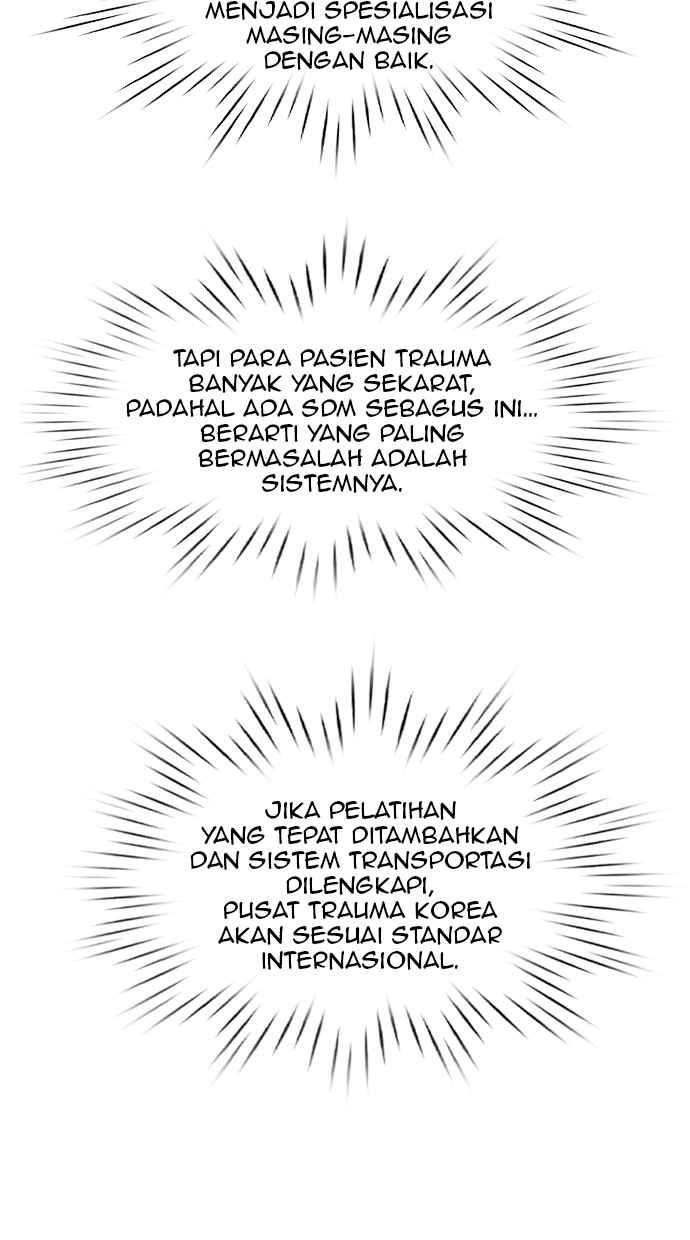 MENJADI SPESIALISASI
MASING-MASING
DENGAN BAIK.
TAPI PARA PASIEN TRAUMA
BANYAK YANG SEKARAT,
PADAHAL ADA SDM SEBAGUS INI...
BERARTI YANG PALING
BERMASALAH ADALAH
SISTEMNYA.
JIKA PELATIHAN
YANG TEPAT DITAMBAHKAN
DAN SISTEM TRANSPORTASI
DILENGKAPI,
PUSAT TRAUMA KOREA
AKAN SESUAI STANDAR
INTERNASIONAL.